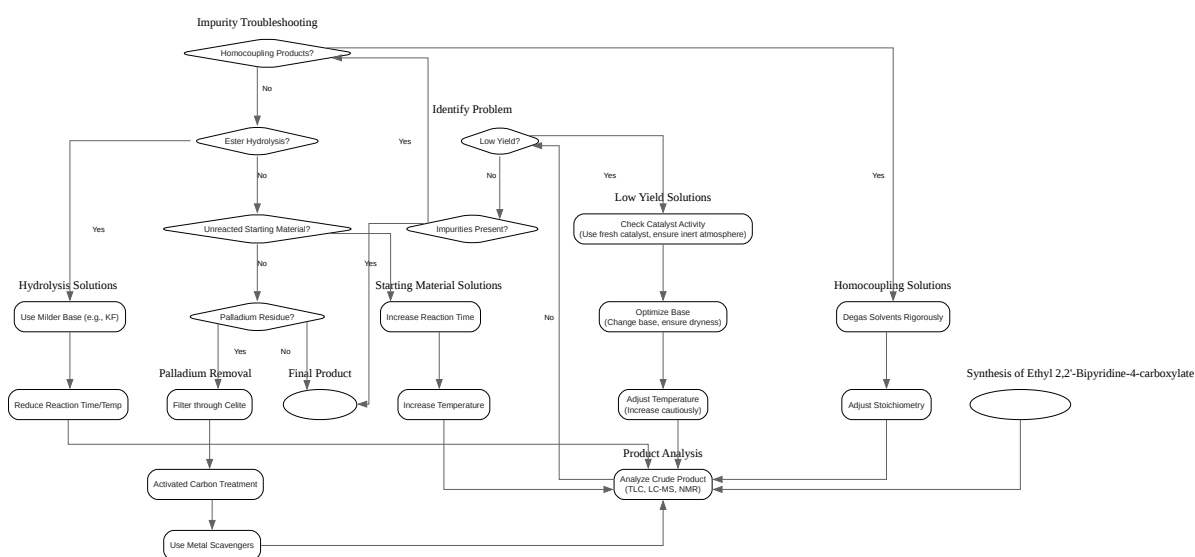 Impurity Troubleshooting
Homocoupling Products?
No
Identify Problem
Ester Hydrolysis?
Yes
Low Yield?
No
No
Yes
Yes
Low Yield Solutions
Unreacted Starting Material?
Impurities Present?
Check Catalyst Activity
(Use fresh catalyst, ensure inert atmosphere)
Yes
No
Yes
Hydrolysis Solutions
Starting Material Solutions
Homocoupling Solutions
Use Milder Base (e.g., KF)
Palladium Residue?
Increase Reaction Time
No
Optimize Base
(Change base, ensure dryness)
Degas Solvents Rigorously
Yes
No
Palladium Removal
Final Product
Synthesis of Ethyl 2,2'-Bipyridine-4-carboxylate
Reduce Reaction Time/Temp
Filter through Celite
Increase Temperature
Adjust Temperature
(Increase cautiously)
Adjust Stoichiometry
Product Analysis
Activated Carbon Treatment
Analyze Crude Product
(TLC, LC-MS, NMR)
Use Metal Scavengers